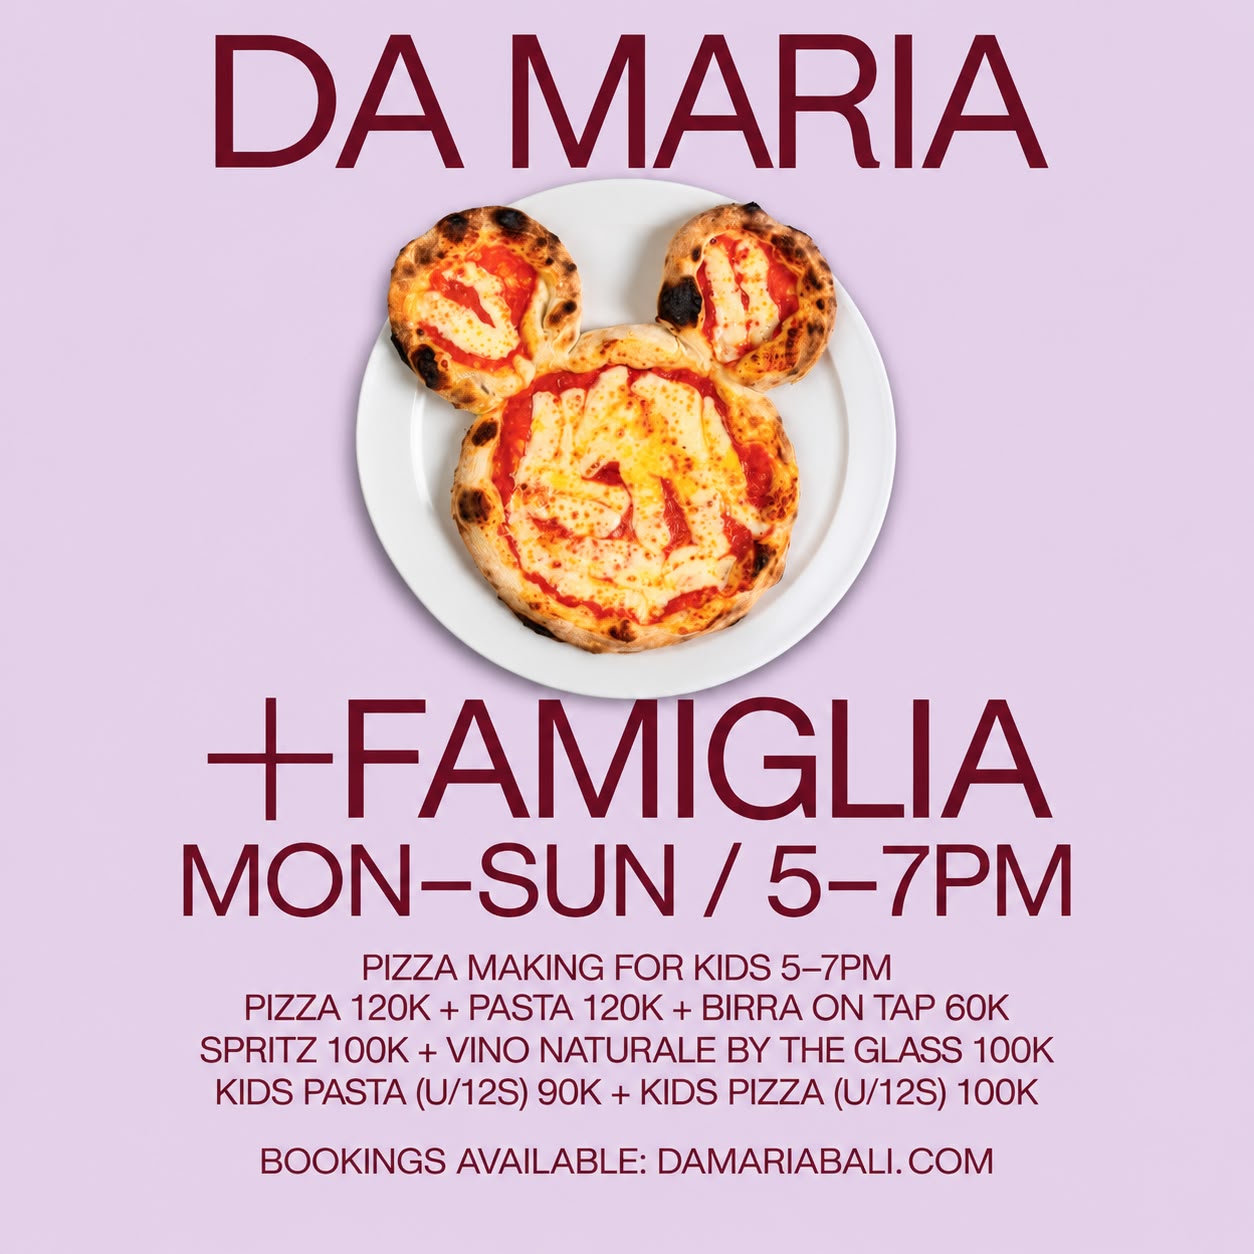 DA MARIA
+FAMIGLIA
MON–SUN / 5–7PM
PIZZA MAKING FOR KIDS 5–7PM
PIZZA 120K + PASTA 120K + BIRRA ON TAP 60K
SPRITZ 100K + VINO NATURALE BY THE GLASS 100K
KIDS PASTA (U/12S) 90K + KIDS PIZZA (U/12S) 100K
BOOKINGS AVAILABLE: DAMARIABALI.COM